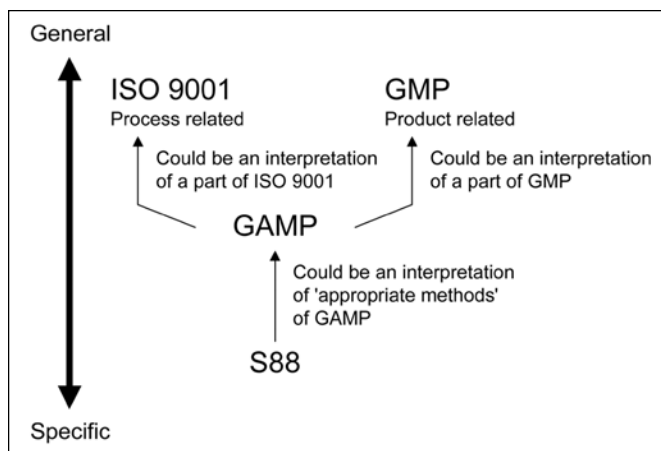 General
ISO 9001
Process related
GMP
Product related
Could be an interpretation
of a part of ISO 9001
Could be an interpretation
of a part of GMP
GAMP
Could be an interpretation
of 'appropriate methods'
of GAMP
S88
Specific